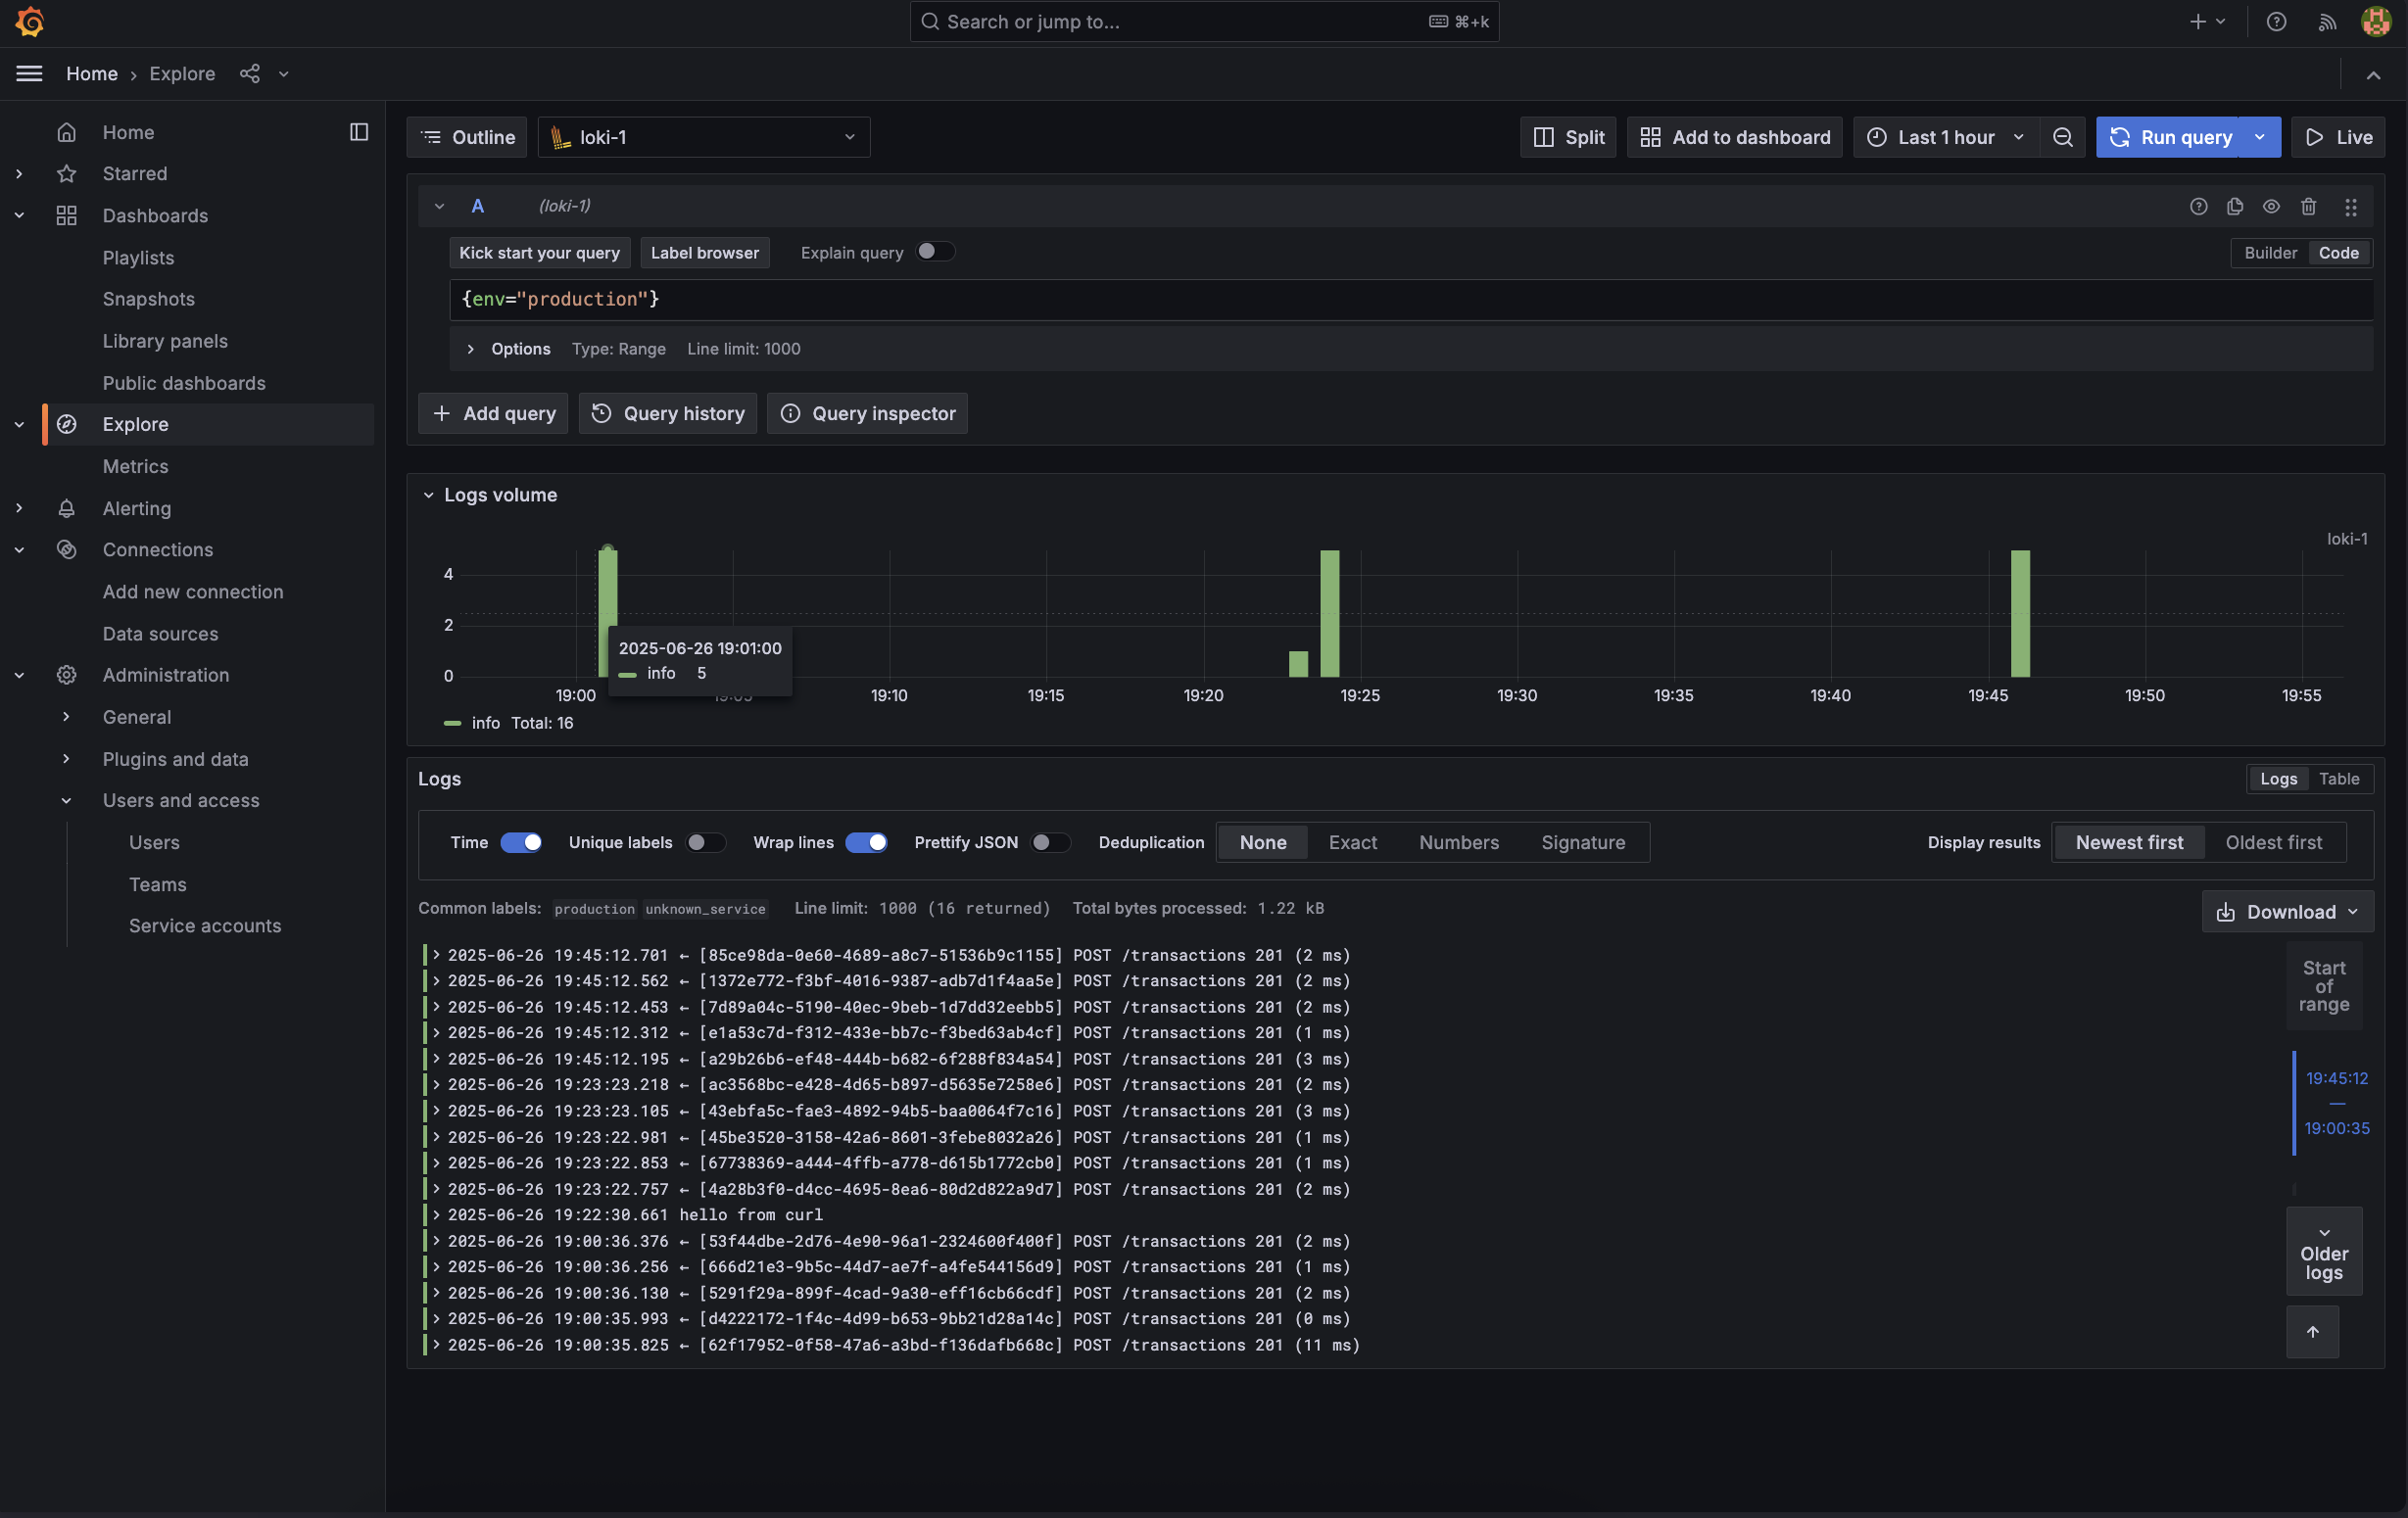 Search or jump to... ⌘+k
Home › Explore
Home
Starred
Dashboards
Playlists
Snapshots
Library panels
Public dashboards
Explore
Metrics
Alerting
Connections
Add new connection
Data sources
Administration
General
Plugins and data
Users and access
Users
Teams
Service accounts
Outline loki-1 Split Add to dashboard Last 1 hour Run query Live
A (loki-1)
Kick start your query Label browser Explain query Builder Code
{env="production"}
Options Type: Range Line limit: 1000
+ Add query Query history Query inspector
Logs volume
loki-1
4
2
0
2025-06-26 19:01:00
info 5
19:00 19:05 19:10 19:15 19:20 19:25 19:30 19:35 19:40 19:45 19:50 19:55
info Total: 16
Logs Logs Table
Time Unique labels Wrap lines Prettify JSON Deduplication None Exact Numbers Signature Display results Newest first Oldest first
Common labels: production unknown_service Line limit: 1000 (16 returned) Total bytes processed: 1.22 kB Download
2025-06-26 19:45:12.701 ← [85ce98da-0e60-4689-a8c7-51536b9c1155] POST /transactions 201 (2 ms)
2025-06-26 19:45:12.562 ← [1372e772-f3bf-4016-9387-adb7d1f4aa5e] POST /transactions 201 (2 ms)
2025-06-26 19:45:12.453 ← [7d89a04c-5190-40ec-9beb-1d7dd32eebb5] POST /transactions 201 (2 ms)
2025-06-26 19:45:12.312 ← [e1a53c7d-f312-433e-bb7c-f3bed63ab4cf] POST /transactions 201 (1 ms)
2025-06-26 19:45:12.195 ← [a29b26b6-ef48-444b-b682-6f288f834a54] POST /transactions 201 (3 ms)
2025-06-26 19:23:23.218 ← [ac3568bc-e428-4d65-b897-d5635e7258e6] POST /transactions 201 (2 ms)
2025-06-26 19:23:23.105 ← [43ebfa5c-fae3-4892-94b5-baa0064f7c16] POST /transactions 201 (3 ms)
2025-06-26 19:23:22.981 ← [45be3520-3158-42a6-8601-3febe8032a26] POST /transactions 201 (1 ms)
2025-06-26 19:23:22.853 ← [67738369-a444-4ffb-a778-d615b1772cb0] POST /transactions 201 (1 ms)
2025-06-26 19:23:22.757 ← [4a28b3f0-d4cc-4695-8ea6-80d2d822a9d7] POST /transactions 201 (2 ms)
2025-06-26 19:22:30.661 hello from curl
2025-06-26 19:00:36.376 ← [53f44dbe-2d76-4e90-96a1-2324600f400f] POST /transactions 201 (2 ms)
2025-06-26 19:00:36.256 ← [666d21e3-9b5c-44d7-ae7f-a4fe544156d9] POST /transactions 201 (1 ms)
2025-06-26 19:00:36.130 ← [5291f29a-899f-4cad-9a30-eff16cb66cdf] POST /transactions 201 (2 ms)
2025-06-26 19:00:35.993 ← [d4222172-1f4c-4d99-b653-9bb21d28a14c] POST /transactions 201 (0 ms)
2025-06-26 19:00:35.825 ← [62f17952-0f58-47a6-a3bd-f136dafb668c] POST /transactions 201 (11 ms)
Start
of
range
19:45:12
—
19:00:35
Older
logs